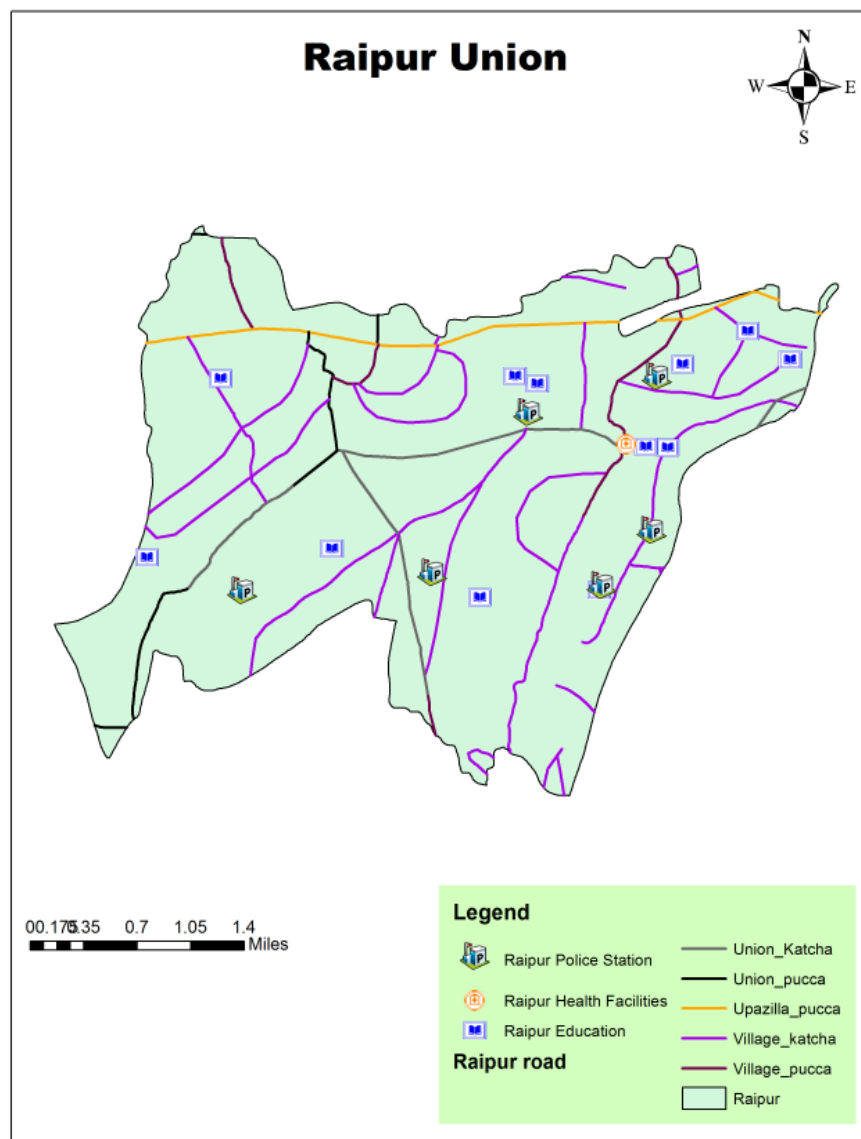 Raipur Union
N
W E
S
00.1750.35 0.7 1.05 1.4
Miles
Legend
Raipur Police Station
Raipur Health Facilities
Raipur Education
Raipur road
Union_Katcha
Union_pucca
Upazilla_pucca
Village_katcha
Village_pucca
Raipur